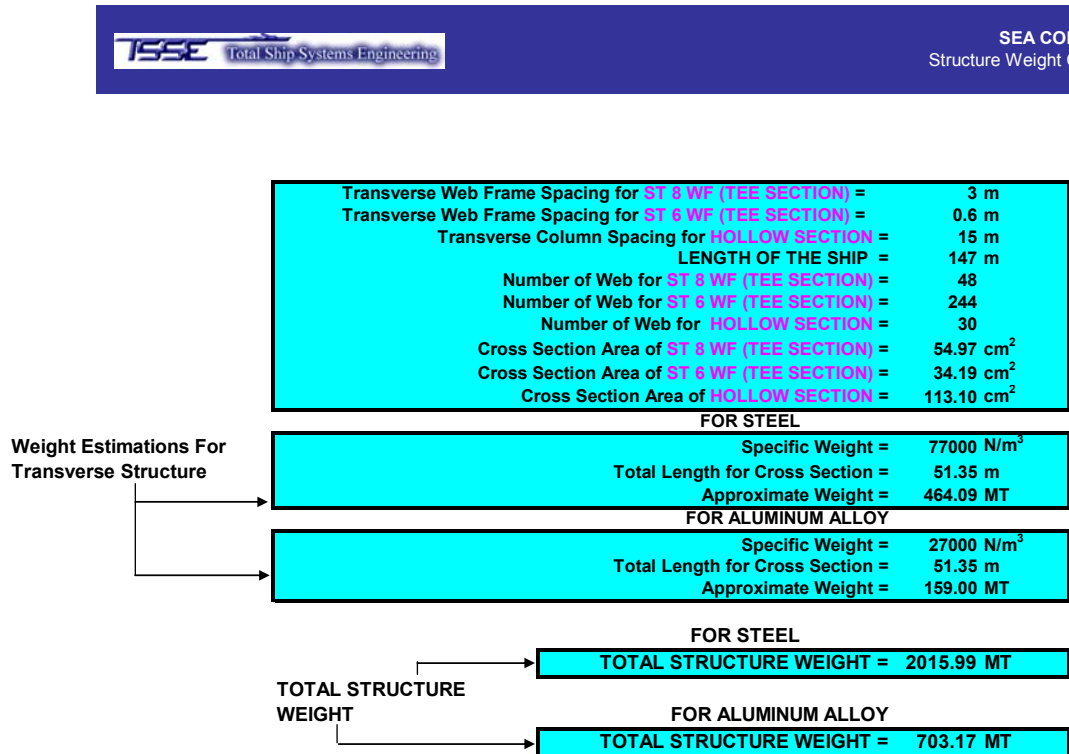 TSSE Total Ship Systems Engineering
SEA CO
Structure Weight
Transverse Web Frame Spacing for ST 8 WF (TEE SECTION) = 3 m
Transverse Web Frame Spacing for ST 6 WF (TEE SECTION) = 0.6 m
Transverse Column Spacing for HOLLOW SECTION = 15 m
LENGTH OF THE SHIP = 147 m
Number of Web for ST 8 WF (TEE SECTION) = 48
Number of Web for ST 6 WF (TEE SECTION) = 244
Number of Web for HOLLOW SECTION = 30
Cross Section Area of ST 8 WF (TEE SECTION) = 54.97 cm²
Cross Section Area of ST 6 WF (TEE SECTION) = 34.19 cm²
Cross Section Area of HOLLOW SECTION = 113.10 cm²
FOR STEEL
Weight Estimations For
Transverse Structure
Specific Weight = 77000 N/m³
Total Length for Cross Section = 51.35 m
Approximate Weight = 464.09 MT
FOR ALUMINUM ALLOY
Specific Weight = 27000 N/m³
Total Length for Cross Section = 51.35 m
Approximate Weight = 159.00 MT
FOR STEEL
TOTAL STRUCTURE WEIGHT = 2015.99 MT
TOTAL STRUCTURE
WEIGHT
FOR ALUMINUM ALLOY
TOTAL STRUCTURE WEIGHT = 703.17 MT